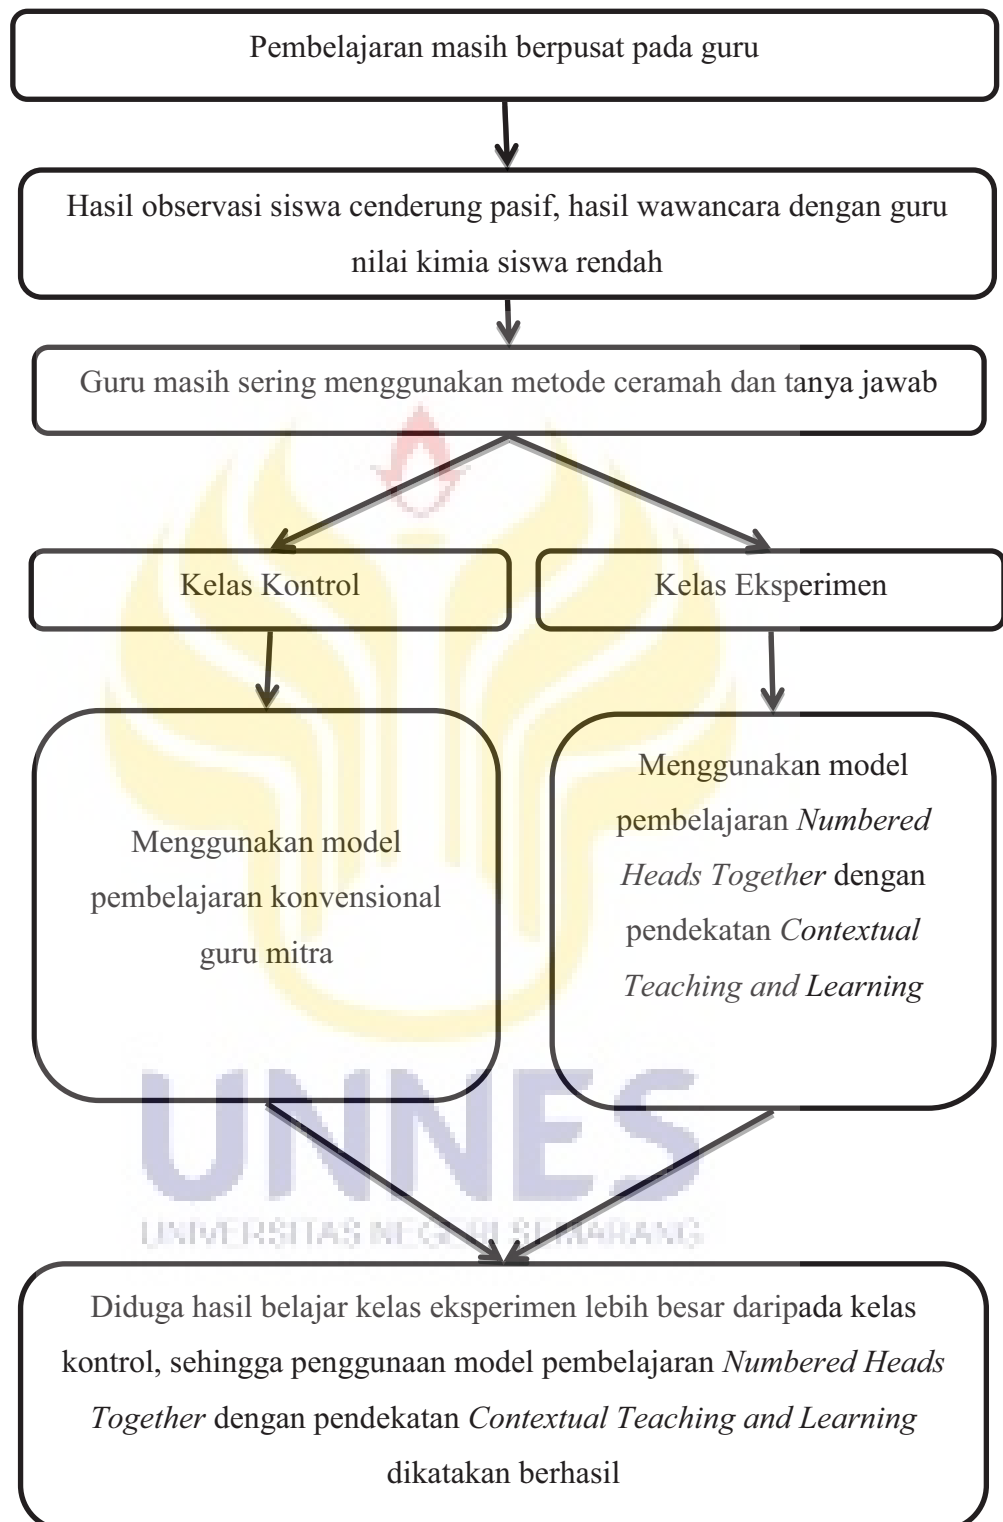 Pembelajaran masih berpusat pada guru
Hasil observasi siswa cenderung pasif, hasil wawancara dengan guru
nilai kimia siswa rendah
Guru masih sering menggunakan metode ceramah dan tanya jawab
Kelas Kontrol
Kelas Eksperimen
Menggunakan model
pembelajaran konvensional
guru mitra
Menggunakan model
pembelajaran Numbered
Heads Together dengan
pendekatan Contextual
Teaching and Learning
UNNES
UNIVERSITAS NEGERI SEMARANG
Diduga hasil belajar kelas eksperimen lebih besar daripada kelas
kontrol, sehingga penggunaan model pembelajaran Numbered Heads
Together dengan pendekatan Contextual Teaching and Learning
dikatakan berhasil